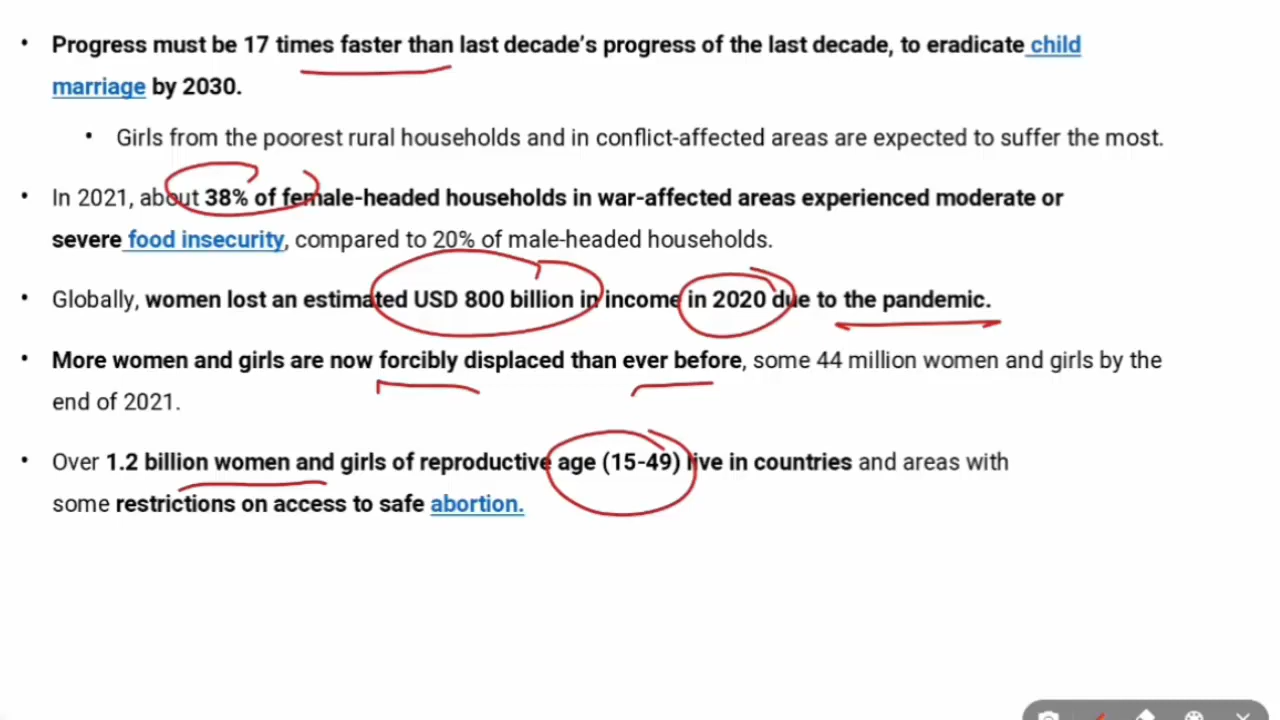 • Progress must be 17 times faster than last decade's progress of the last decade, to eradicate child
marriage by 2030.
• Girls from the poorest rural households and in conflict-affected areas are expected to suffer the most.
• In 2021, about 38% of female-headed households in war-affected areas experienced moderate or
severe food insecurity, compared to 20% of male-headed households.
• Globally, women lost an estimated USD 800 billion in income in 2020 due to the pandemic.
• More women and girls are now forcibly displaced than ever before, some 44 million women and girls by the
end of 2021.
• Over 1.2 billion women and girls of reproductive age (15-49) live in countries and areas with
some restrictions on access to safe abortion.